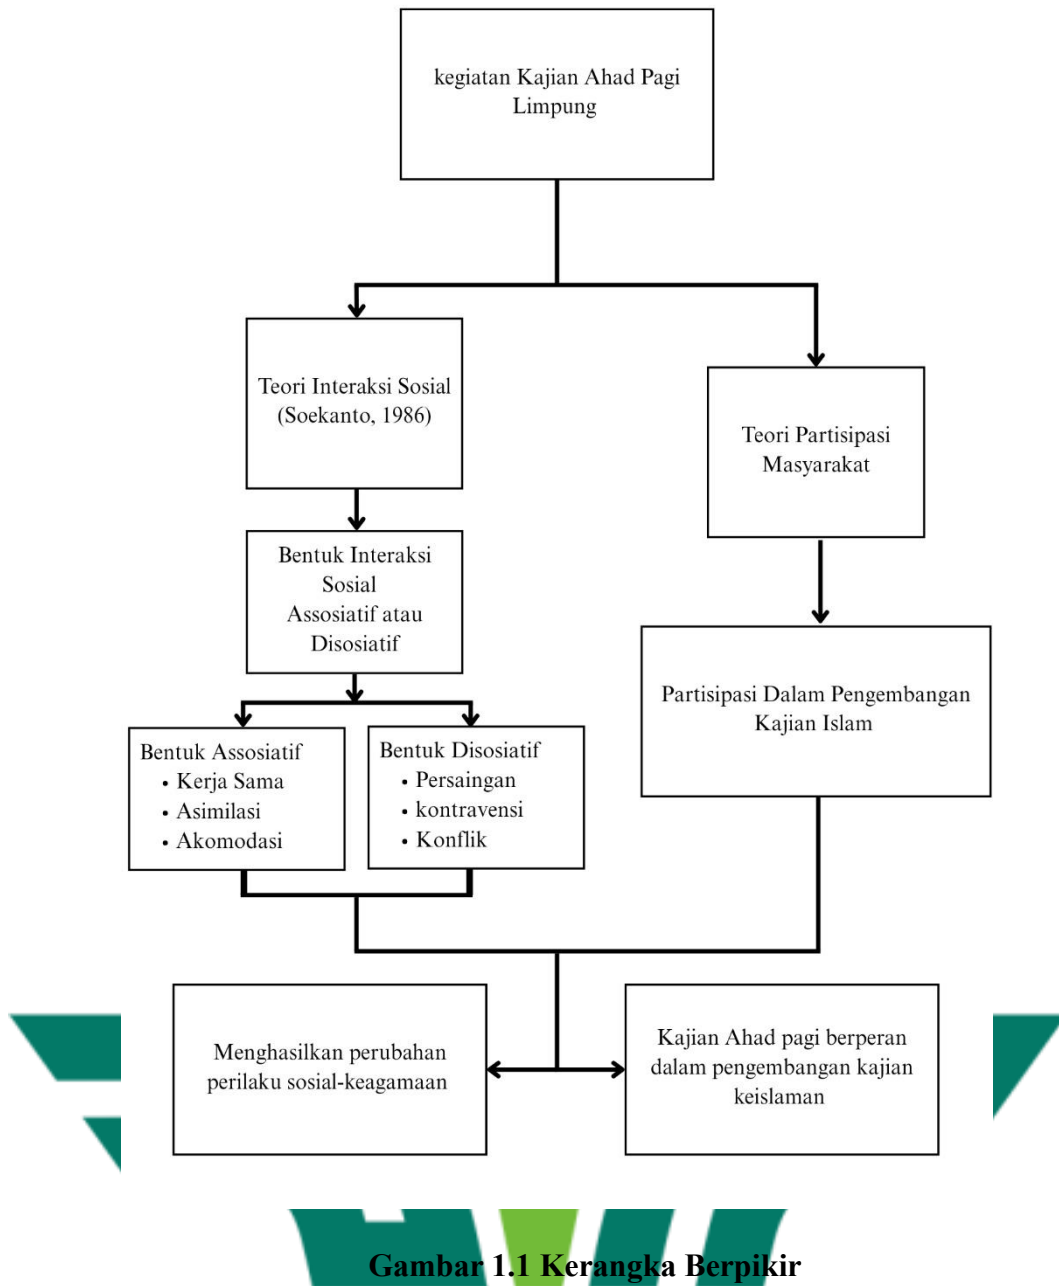 kegiatan Kajian Ahad Pagi
Limpung
Teori Interaksi Sosial
(Soekanto, 1986)
Teori Partisipasi
Masyarakat
Bentuk Interaksi
Sosial
Assosiatif atau
Disosiatif
Partisipasi Dalam Pengembangan
Kajian Islam
Bentuk Assosiatif
• Kerja Sama
• Asimilasi
• Akomodasi
Bentuk Disosiatif
• Persaingan
• kontravensi
• Konflik
Menghasilkan perubahan
perilaku sosial-keagamaan
Kajian Ahad pagi berperan
dalam pengembangan kajian
keislaman
Gambar 1.1 Kerangka Berpikir